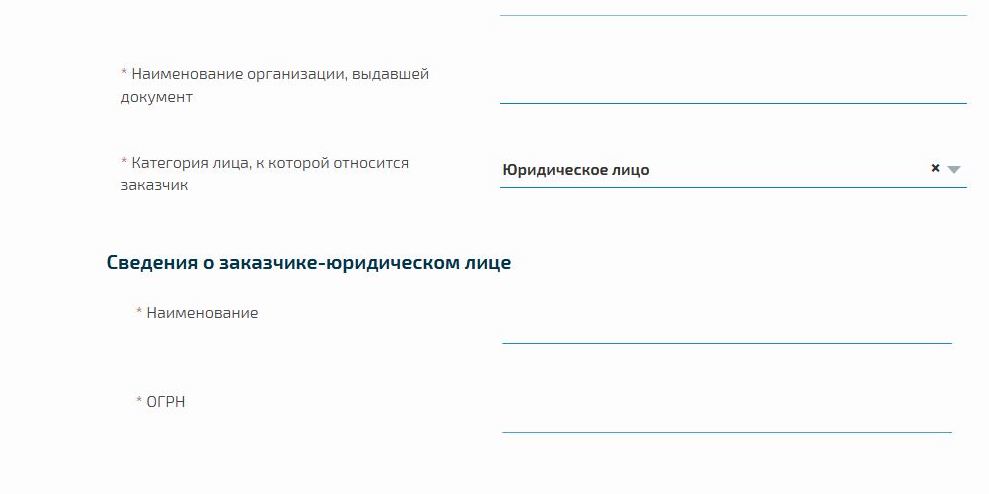 * Наименование организации, выдавшей
документ
* Категория лица, к которой относится
заказчик
Юридическое лицо ×
Сведения о заказчике-юридическом лице
* Наименование
* ОГРН